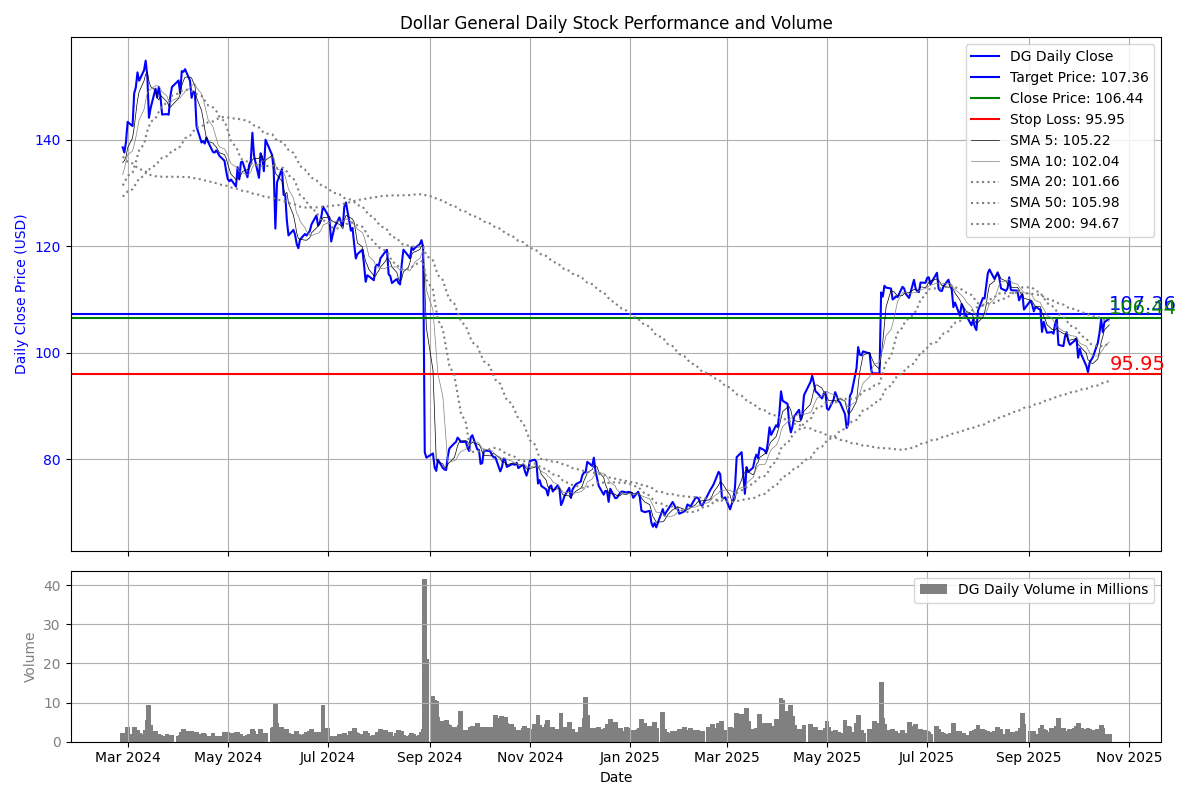 Dollar General Daily Stock Performance and Volume
Daily Close Price (USD)
140
120
100
80
DG Daily Close
Target Price: 107.36
Close Price: 106.44
Stop Loss: 95.95
SMA 5: 105.22
SMA 10: 102.04
SMA 20: 101.66
SMA 50: 105.98
SMA 200: 94.67
107.36
106.44
95.95
Volume
40
30
20
10
0
DG Daily Volume in Millions
Mar 2024 May 2024 Jul 2024 Sep 2024 Nov 2024 Jan 2025 Mar 2025 May 2025 Jul 2025 Sep 2025 Nov 2025
Date